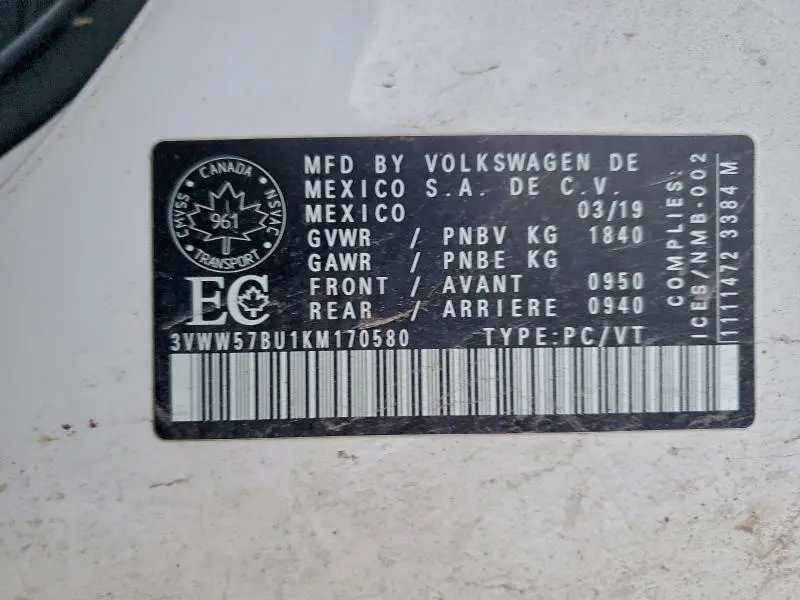 CANADA
CMVSS NSVAC
961
TRANSPORT
EC
MFD BY VOLKSWAGEN DE
MEXICO S.A. DE C.V.
MEXICO 03/19
GVWR / PNBV KG 1840
GAWR / PNBE KG
FRONT / AVANT 0950
REAR / ARRIERE 0940
3VWW57BU1KM170580 TYPE:PC/VT
COMPLIES:
ICES/NMB-002
1111472 3384 M